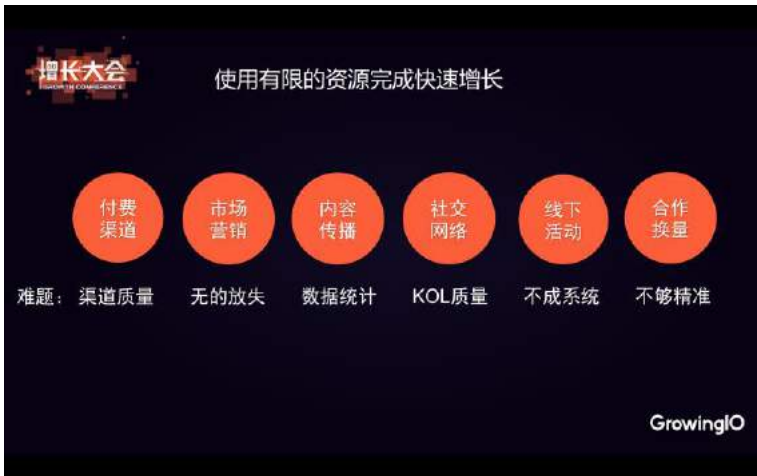 增长大会
GROWTH CONFERENCE
使用有限的资源完成快速增长
付费
渠道
市场
营销
内容
传播
社交
网络
线下
活动
合作
换量
难题： 渠道质量 无的放失 数据统计 KOL质量 不成系统 不够精准
GrowingIO